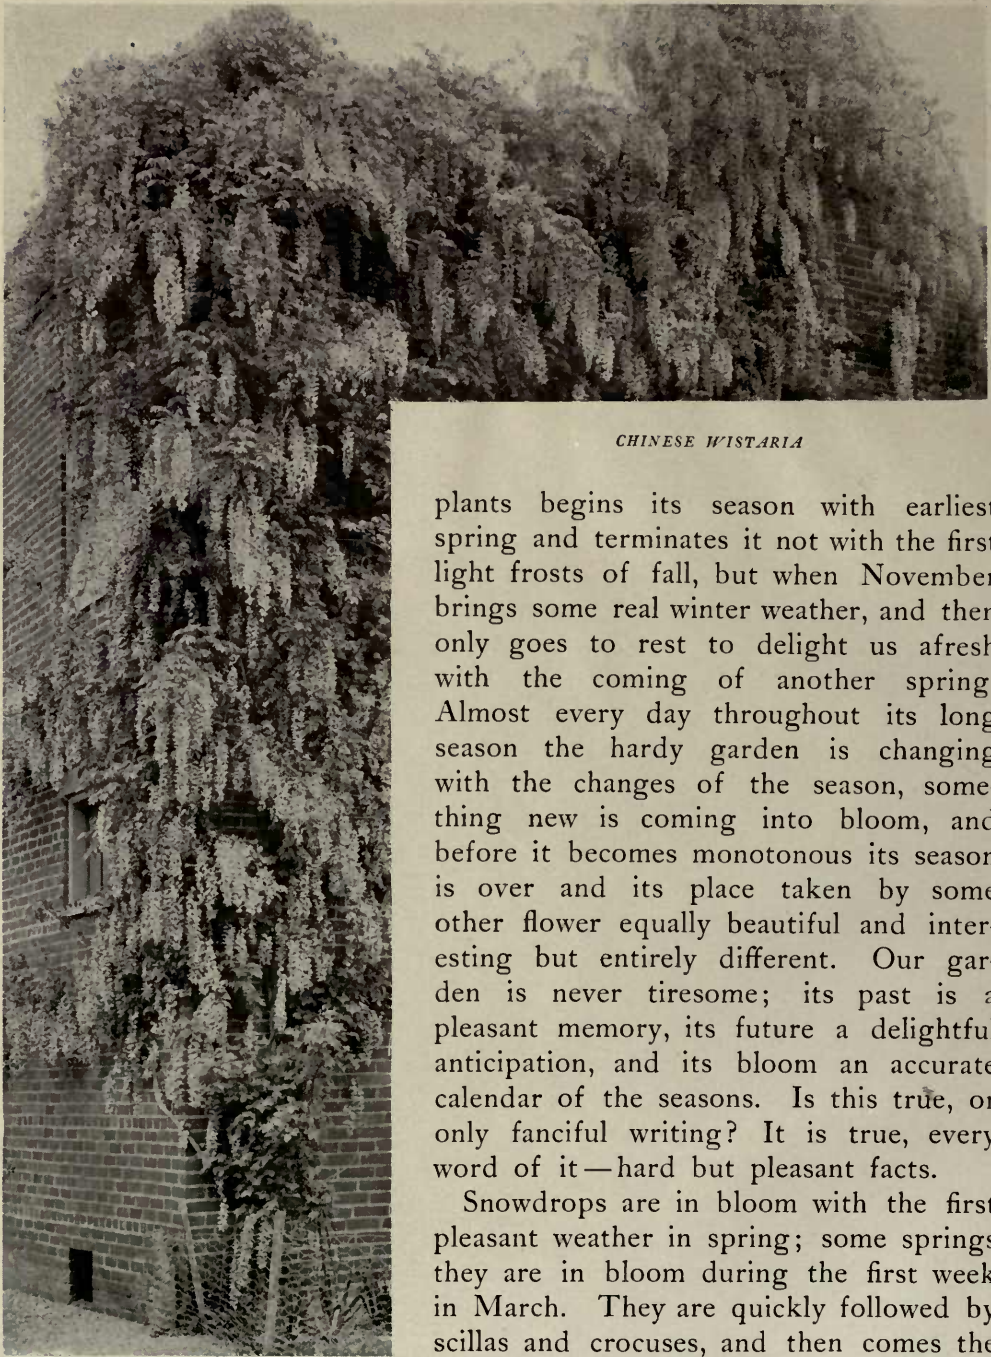 CHINESE WISTARIA
plants begins its season with earliest
spring and terminates it not with the first
light frosts of fall, but when November
brings some real winter weather, and then
only goes to rest to delight us afresh
with the coming of another spring.
Almost every day throughout its long
season the hardy garden is changing
with the changes of the season, some-
thing new is coming into bloom, and
before it becomes monotonous its season
is over and its place taken by some
other flower equally beautiful and inter-
esting but entirely different. Our gar-
den is never tiresome; its past is a
pleasant memory, its future a delightful
anticipation, and its bloom an accurate
calendar of the seasons. Is this true, or
only fanciful writing? It is true, every
word of it—hard but pleasant facts.
Snowdrops are in bloom with the first
pleasant weather in spring; some springs
they are in bloom during the first week
in March. They are quickly followed by
scillas and crocuses, and then comes the